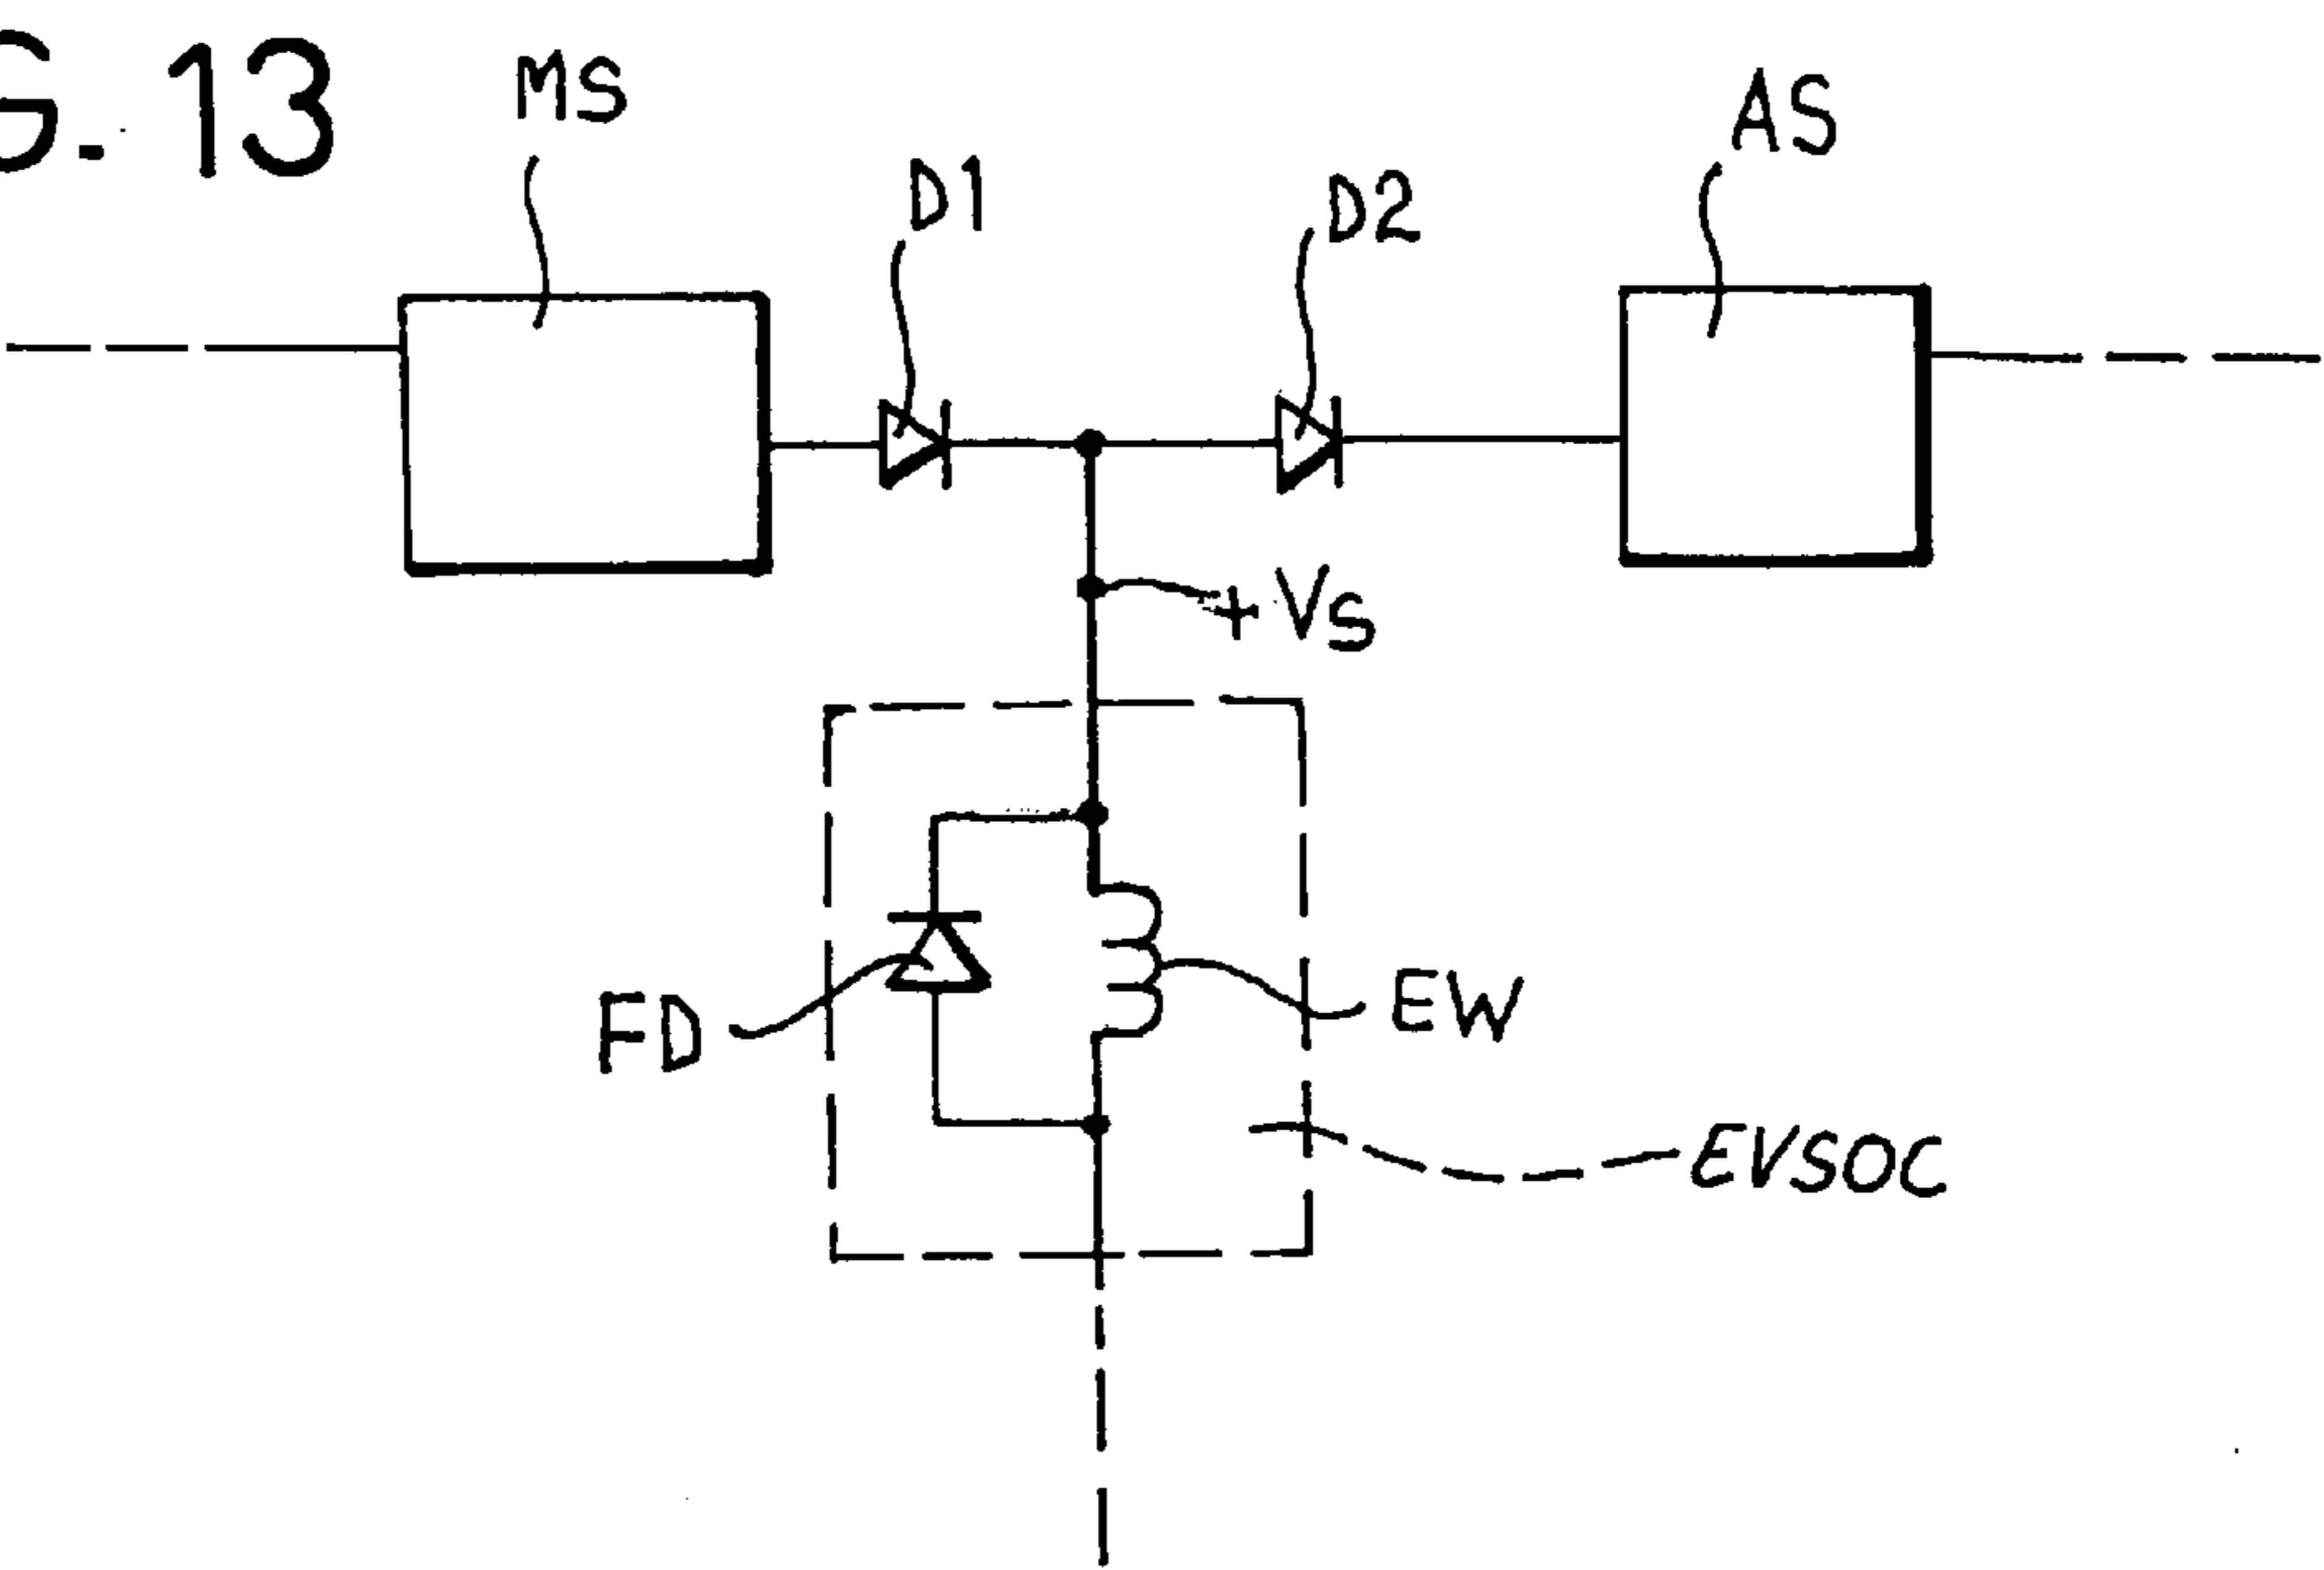 G. 13
MS
D1
D2
AS
+Vs
FD
EW
EVSOC